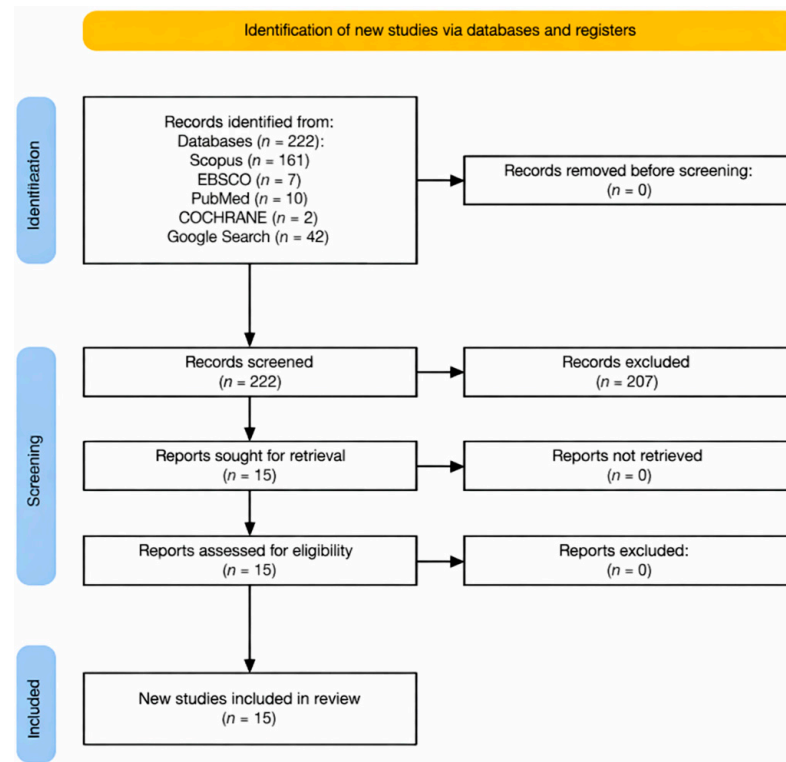 Identification of new studies via databases and registers
Identification
Records identified from:
Databases (n = 222):
Scopus (n = 161)
EBSCO (n = 7)
PubMed (n = 10)
COCHRANE (n = 2)
Google Search (n = 42)
Records removed before screening:
(n = 0)
Screening
Records screened
(n = 222)
Records excluded
(n = 207)
Reports sought for retrieval
(n = 15)
Reports not retrieved
(n = 0)
Reports assessed for eligibility
(n = 15)
Reports excluded:
(n = 0)
Included
New studies included in review
(n = 15)